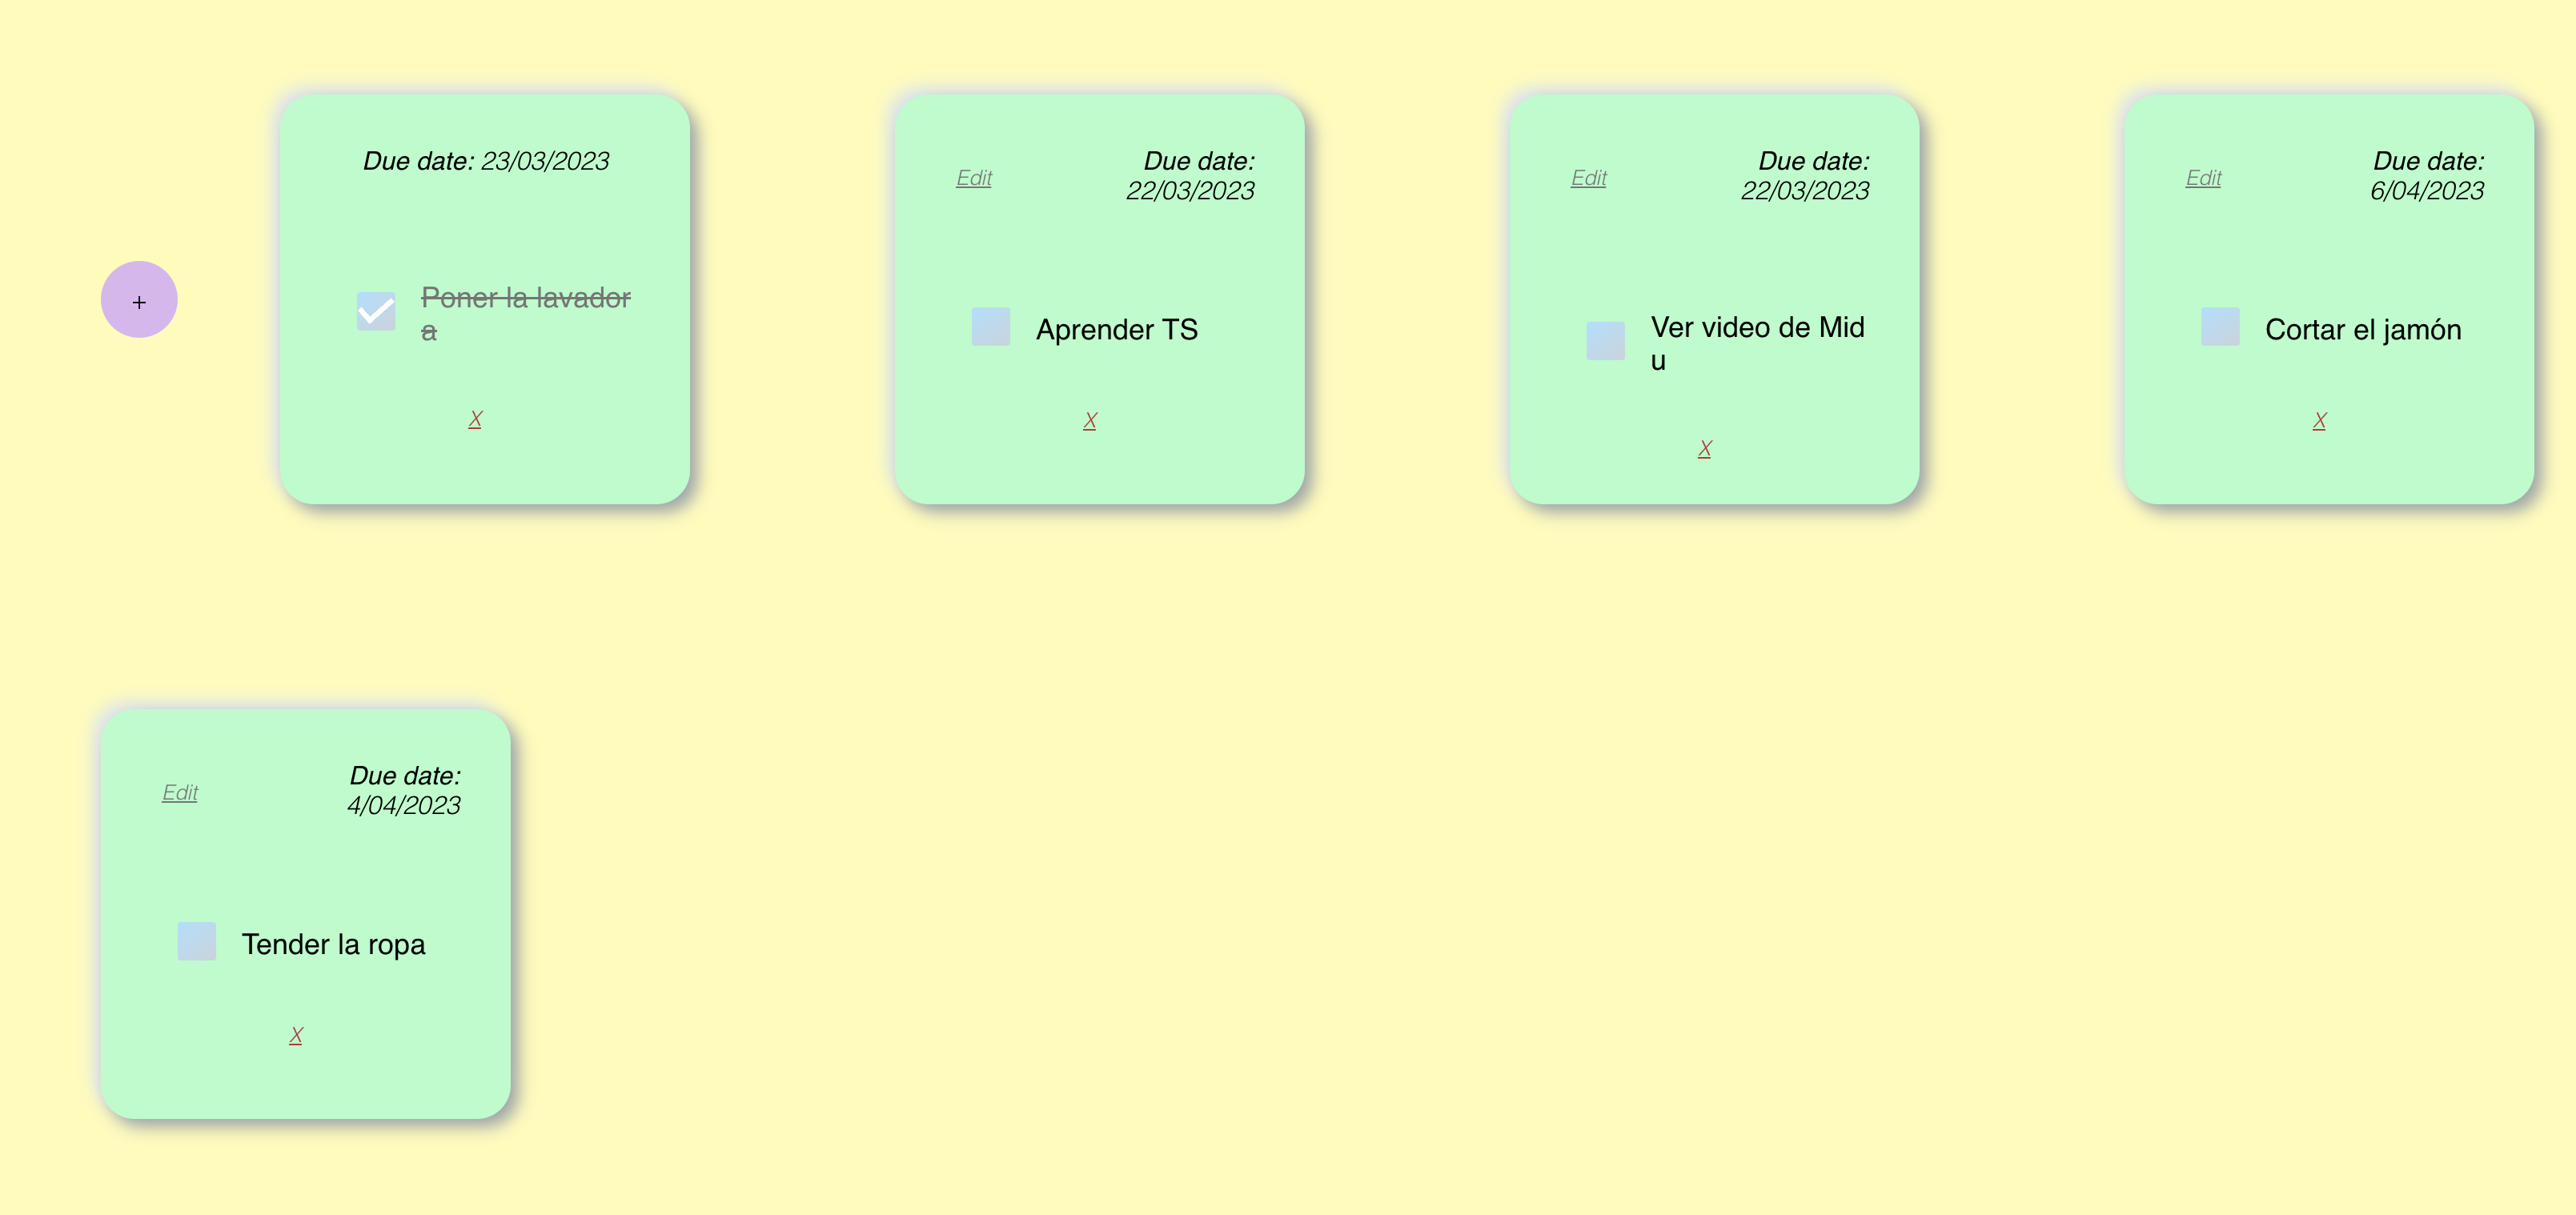 +
Due date: 23/03/2023
Poner la lavador
a
X
Edit
Due date:
22/03/2023
Aprender TS
X
Edit
Due date:
22/03/2023
Ver video de Mid
u
X
Edit
Due date:
6/04/2023
Cortar el jamón
X
Edit
Due date:
4/04/2023
Tender la ropa
X